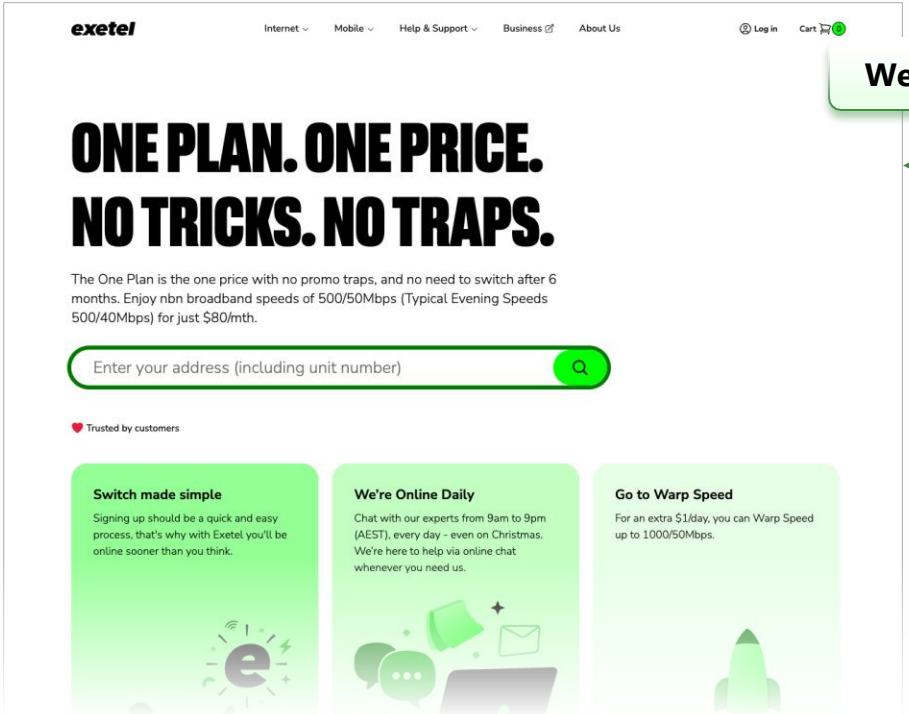 exetel
Internet
Mobile
Help & Support
Business
About Us
Log in
Cart
0
We
ONE PLAN. ONE PRICE.
NO TRICKS. NO TRAPS.
The One Plan is the one price with no promo traps, and no need to switch after 6
months. Enjoy nbn broadband speeds of 500/50Mbps (Typical Evening Speeds
500/40Mbps) for just $80/mth.
Enter your address (including unit number)
Trusted by customers
Switch made simple
Signing up should be a quick and easy
process, that's why with Exetel you'll be
online sooner than you think.
We're Online Daily
Chat with our experts from 9am to 9pm
(AEST), every day - even on Christmas.
We're here to help via online chat
whenever you need us.
Go to Warp Speed
For an extra $1/day, you can Warp Speed
up to 1000/50Mbps.
e